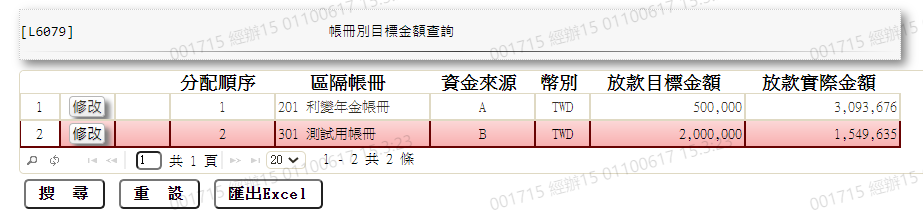 [L6079] 帳冊別目標金額查詢
分配順序 區隔帳冊 資金來源 幣別 放款目標金額 放款實際金額
1 修改 1 201 利變年金帳冊 A TWD 500,000 3,093,676
2 修改 2 301 測試用帳冊 B TWD 2,000,000 1,549,635
1 共 1 頁 20 1 - 2 共 2 條
搜 尋 重 設 匯出Excel
001715 經辦15 01100617 15.3:23